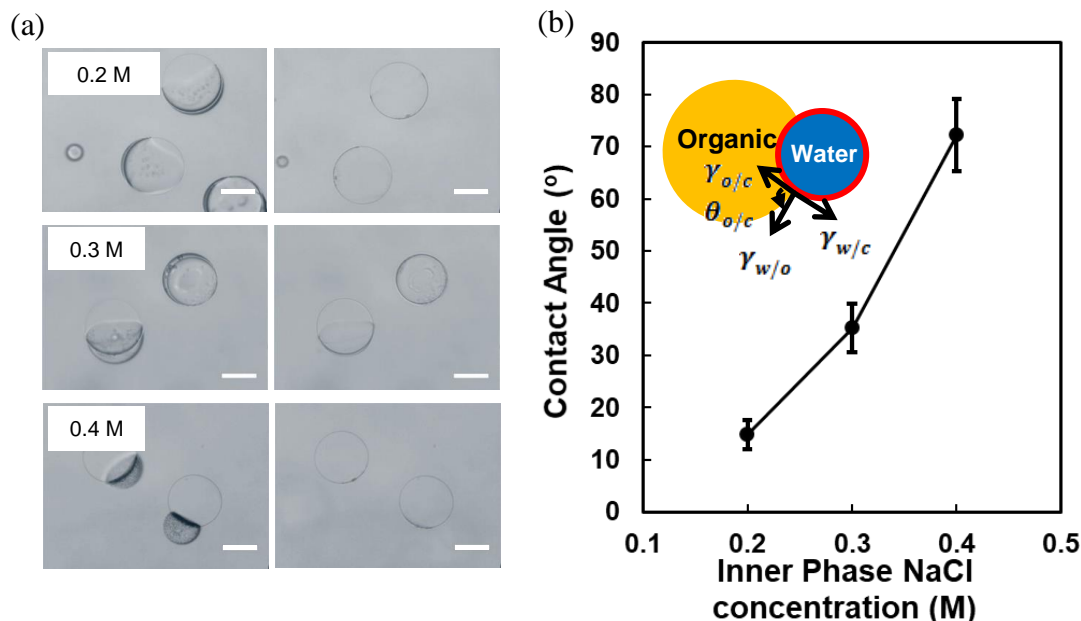 (a)
0.2 M
0.3 M
0.4 M
(b)
90
80
70
60
50
40
30
20
10
0
Contact Angle (º)
Organic
Water
γo/c
θo/c
γw/o
γw/c
0.1 0.2 0.3 0.4 0.5
Inner Phase NaCl
concentration (M)